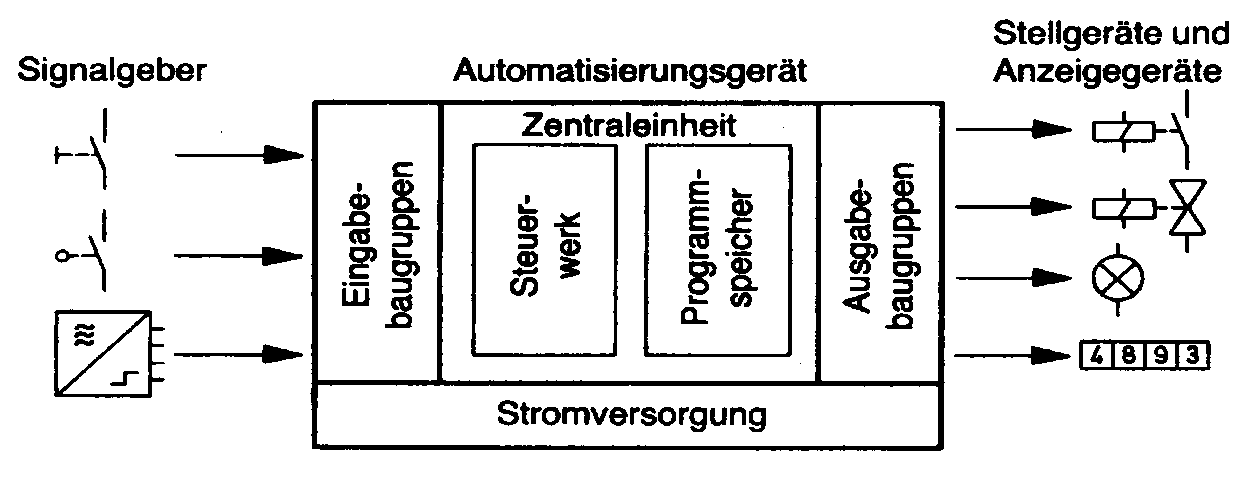 Signalgeber
Automatisierungsgerät
Stellgeräte und
Anzeigegeräte
Zentraleinheit
Eingabe-
baugruppen
Steuer-
werk
Programm-
speicher
Ausgabe-
baugruppen
4 8 9 3
Stromversorgung